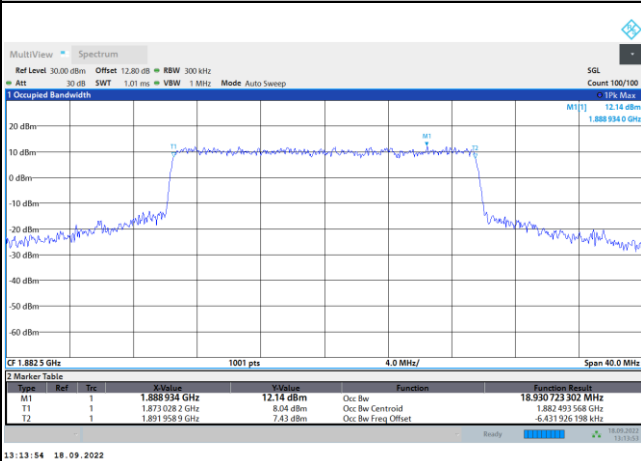 MultiView Spectrum
Ref Level 30.00 dBm Offset 12.80 dB RBW 300 kHz SGL
Att 30 dB SWT 1.01 ms VBW 1 MHz Mode Auto Sweep Count 100/100
1 Occupied Bandwidth 1Pk Max
M1[1] 12.14 dBm
1.888 934 0 GHz
20 dBm
M1
T1 T2
10 dBm
0 dBm
-10 dBm
-20 dBm
-30 dBm
-40 dBm
-50 dBm
-60 dBm
CF 1.882 5 GHz 1001 pts 4.0 MHz/ Span 40.0 MHz
2 Marker Table
Type Ref Trc X-Value Y-Value Function Function Result
M1 1 1.888 934 GHz 12.14 dBm Occ Bw 18.930 723 302 MHz
T1 1 1.873 028 2 GHz 8.04 dBm Occ Bw Centroid 1.882 493 568 GHz
T2 1 1.891 958 9 GHz 7.43 dBm Occ Bw Freq Offset -6.431 926 198 kHz
Ready 18.09.2022
13:13:53
13:13:54 18.09.2022